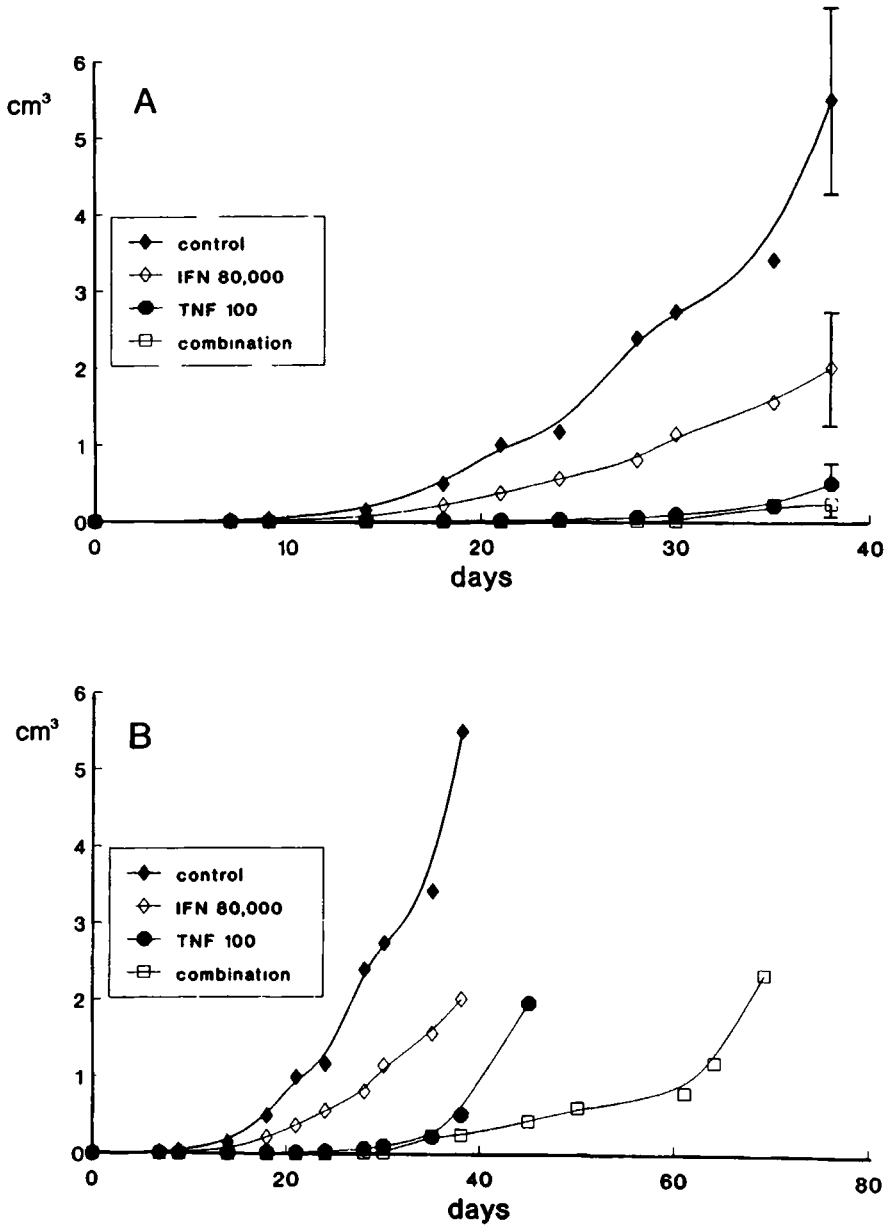 A
cm³
6
5
4
3
2
1
0
control
IFN 80,000
TNF 100
combination
0 10 20 30 40
days
B
cm³
6
5
4
3
2
1
0
control
IFN 80,000
TNF 100
combination
0 20 40 60 80
days